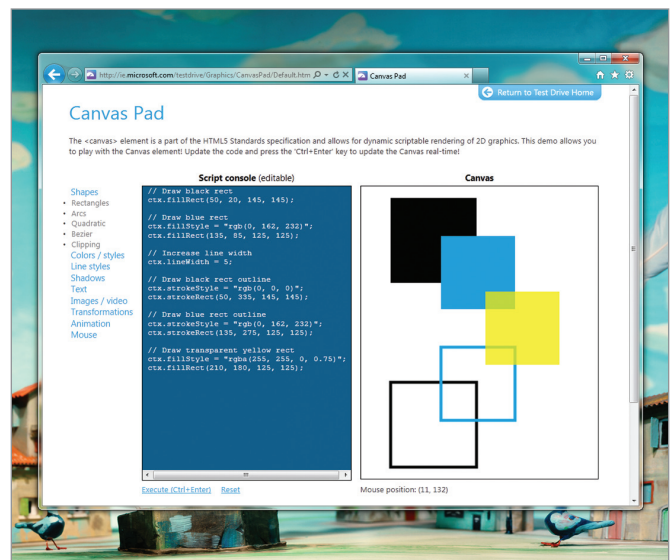 http://ie.microsoft.com/testdrive/Graphics/CanvasPad/Default.htm
Canvas Pad
Return to Test Drive Home
Canvas Pad
The <canvas> element is a part of the HTML5 Standards specification and allows for dynamic scriptable rendering of 2D graphics. This demo allows you
to play with the Canvas element! Update the code and press the 'Ctrl+Enter' key to update the Canvas real-time!
Shapes
• Rectangles
• Arcs
• Quadratic
• Bezier
• Clipping
Colors / styles
Line styles
Shadows
Text
Images / video
Transformations
Animation
Mouse
Script console (editable)
// Draw black rect
ctx.fillRect(50, 20, 145, 145);
// Draw blue rect
ctx.fillStyle = "rgb(0, 162, 232)";
ctx.fillRect(135, 85, 125, 125);
// Increase line width
ctx.lineWidth = 5;
// Draw black rect outline
ctx.strokeStyle = "rgb(0, 0, 0)";
ctx.strokeRect(50, 335, 145, 145);
// Draw blue rect outline
ctx.strokeStyle = "rgb(0, 162, 232)";
ctx.strokeRect(135, 275, 125, 125);
// Draw transparent yellow rect
ctx.fillStyle = "rgba(255, 255, 0, 0.75)";
ctx.fillRect(210, 180, 125, 125);
Execute (Ctrl+Enter) Reset
Canvas
Mouse position: (11, 132)